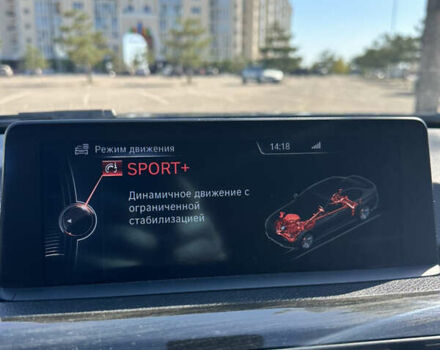 Режим движения
14:18
SPORT+
Динамичное движение с
ограниченной
стабилизацией